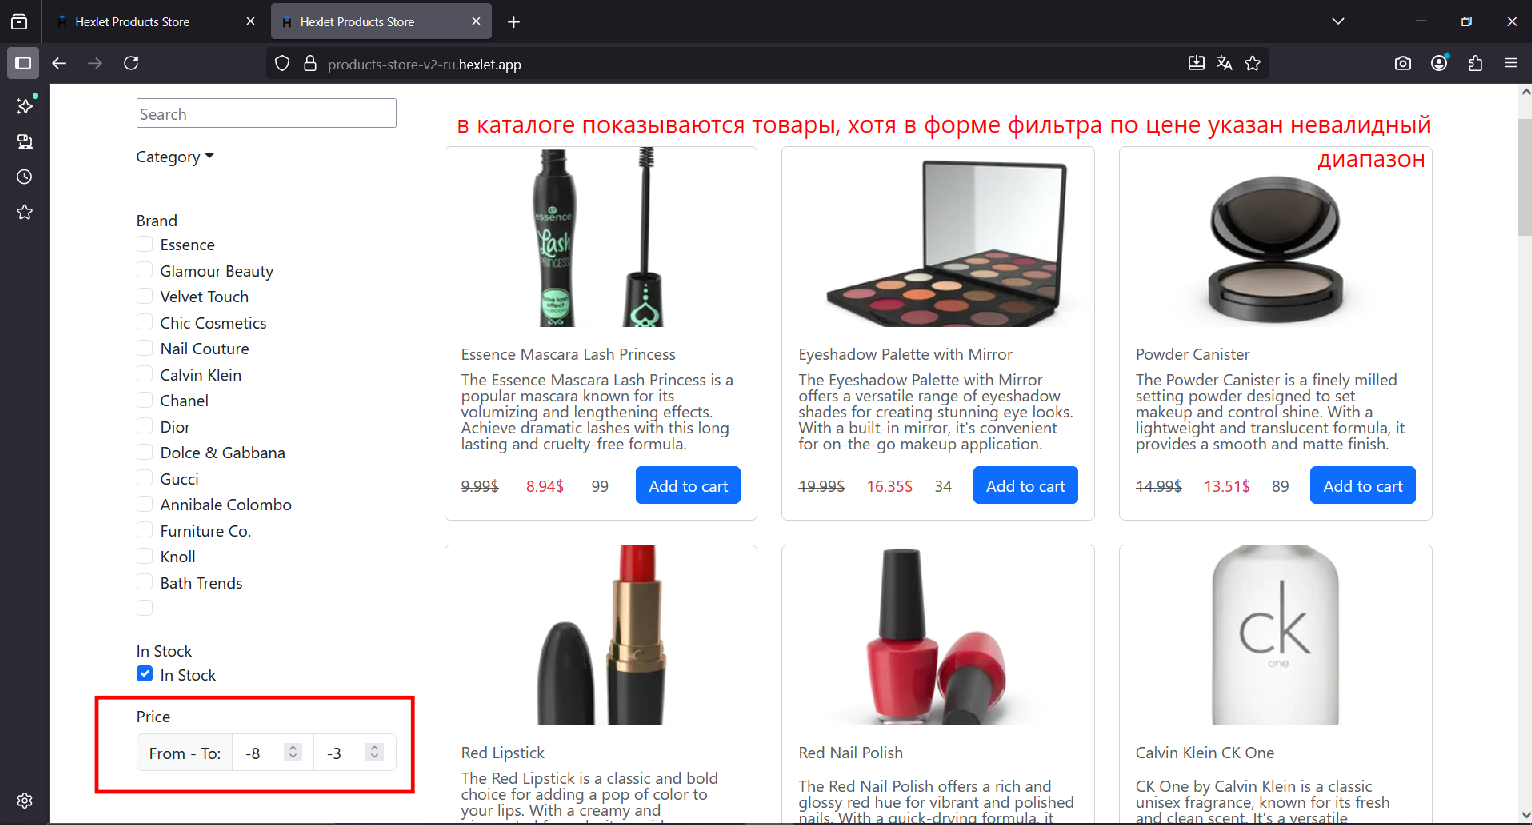 Hexlet Products Store
Hexlet Products Store
products-store-v2-ru.hexlet.app
Search
Category
Brand
Essence
Glamour Beauty
Velvet Touch
Chic Cosmetics
Nail Couture
Calvin Klein
Chanel
Dior
Dolce & Gabbana
Gucci
Annibale Colombo
Furniture Co.
Knoll
Bath Trends
In Stock
In Stock
Price
From - To:
-8
-3
в каталоге показываются товары, хотя в форме фильтра по цене указан невалидный
диапазон
essence
Lash
PRINCESS
Essence Mascara Lash Princess
The Essence Mascara Lash Princess is a
popular mascara known for its
volumizing and lengthening effects.
Achieve dramatic lashes with this long-
lasting and cruelty-free formula.
9.99$ 8.94$ 99 Add to cart
Eyeshadow Palette with Mirror
The Eyeshadow Palette with Mirror
offers a versatile range of eyeshadow
shades for creating stunning eye looks.
With a built-in mirror, it's convenient
for on-the-go makeup application.
19.99$ 16.35$ 34 Add to cart
Powder Canister
The Powder Canister is a finely milled
setting powder designed to set
makeup and control shine. With a
lightweight and translucent formula, it
provides a smooth and matte finish.
14.99$ 13.51$ 89 Add to cart
Red Lipstick
The Red Lipstick is a classic and bold
choice for adding a pop of color to
your lips. With a creamy and
Red Nail Polish
The Red Nail Polish offers a rich and
glossy red hue for vibrant and polished
nails. With a quick-drying formula, it
ck
one
Calvin Klein CK One
CK One by Calvin Klein is a classic
unisex fragrance, known for its fresh
and clean scent. It's a versatile